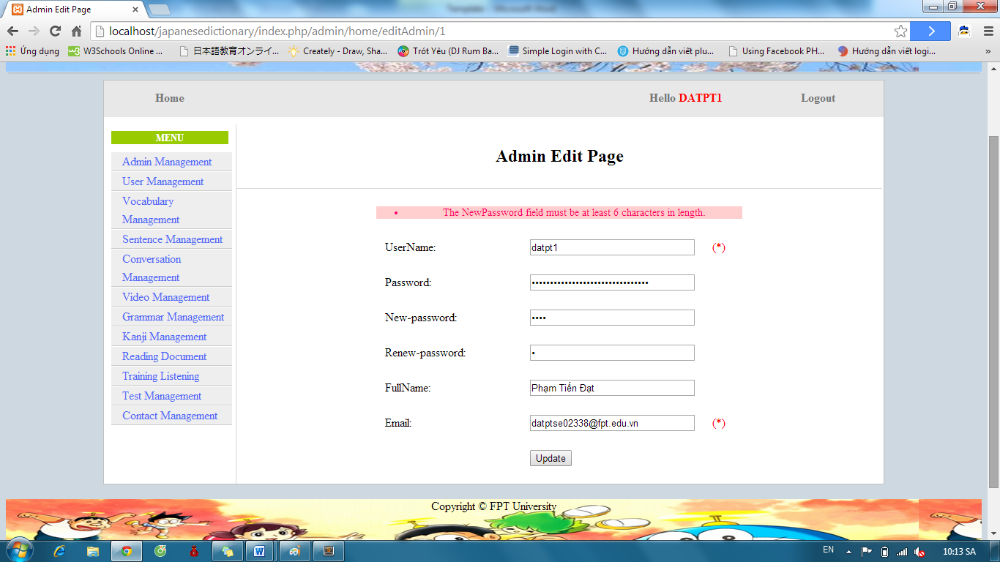 Admin Edit Page
localhost/japanesedictionary/index.php/admin/home/editAdmin/1
Ứng dụng W3Schools Online ... 日本語教育オンライ... Creately - Draw, Sha... Trót Yêu (DJ Rum Ba... Simple Login with C... Hướng dẫn viết plu... Using Facebook PH... Hướng dẫn viết logi... »
Home Hello DATPT1 Logout
MENU
Admin Management
User Management
Vocabulary
Management
Sentence Management
Conversation
Management
Video Management
Grammar Management
Kanji Management
Reading Document
Training Listening
Test Management
Contact Management
Admin Edit Page
• The NewPassword field must be at least 6 characters in length.
UserName: datpt1 (*)
Password: ••••••••••••••••••••••••••••••••
New-password: ••••
Renew-password: •
FullName: Phạm Tiến Đạt
Email: datptse02338@fpt.edu.vn (*)
Update
Copyright © FPT University
EN 10:13 SA